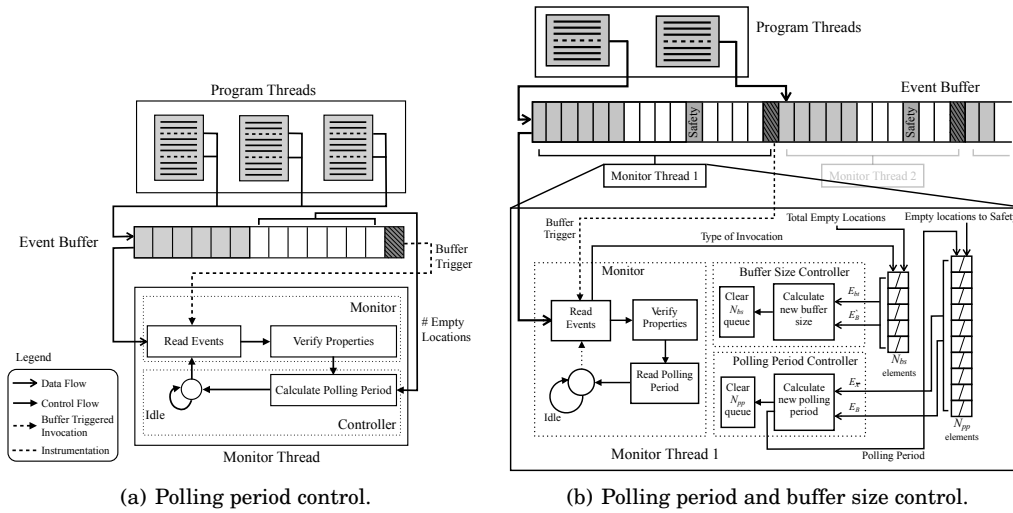 Program Threads
Event Buffer
Buffer
Trigger
Monitor
Read Events
Verify Properties
# Empty
Locations
Calculate Polling Period
Idle
Controller
Monitor Thread
Legend
Data Flow
Control Flow
Buffer Triggered
Invocation
Instrumentation
(a) Polling period control.
Program Threads
Event Buffer
Safety
Safety
Monitor Thread 1
Monitor Thread 2
Buffer
Trigger
Total Empty Locations
Empty locations to Safety
Type of Invocation
Monitor
Read
Events
Verify
Properties
Read Polling
Period
Idle
Buffer Size Controller
Clear
N_bs
queue
Calculate
new buffer
size
E_bs
E_B
N_bs
elements
Polling Period Controller
Clear
N_pp
queue
Calculate
new polling
period
E_B
N_pp
elements
Polling Period
Monitor Thread 1
(b) Polling period and buffer size control.